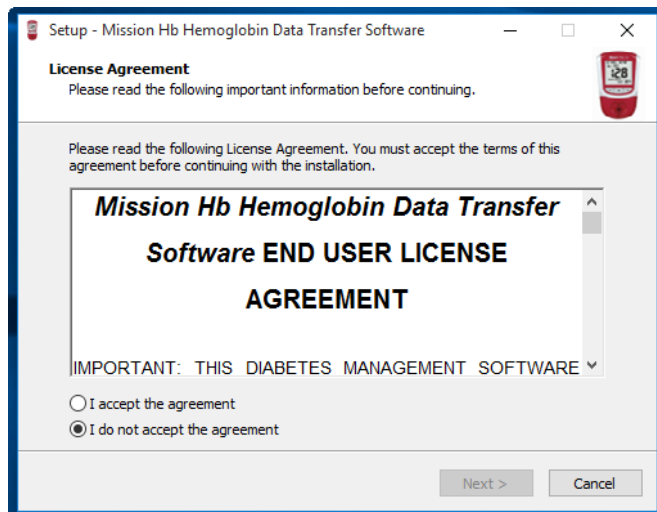 Setup - Mission Hb Hemoglobin Data Transfer Software
License Agreement
Please read the following important information before continuing.
128
Please read the following License Agreement. You must accept the terms of this
agreement before continuing with the installation.
Mission Hb Hemoglobin Data Transfer
Software END USER LICENSE
AGREEMENT
IMPORTANT: THIS DIABETES MANAGEMENT SOFTWARE
I accept the agreement
I do not accept the agreement
Next >
Cancel